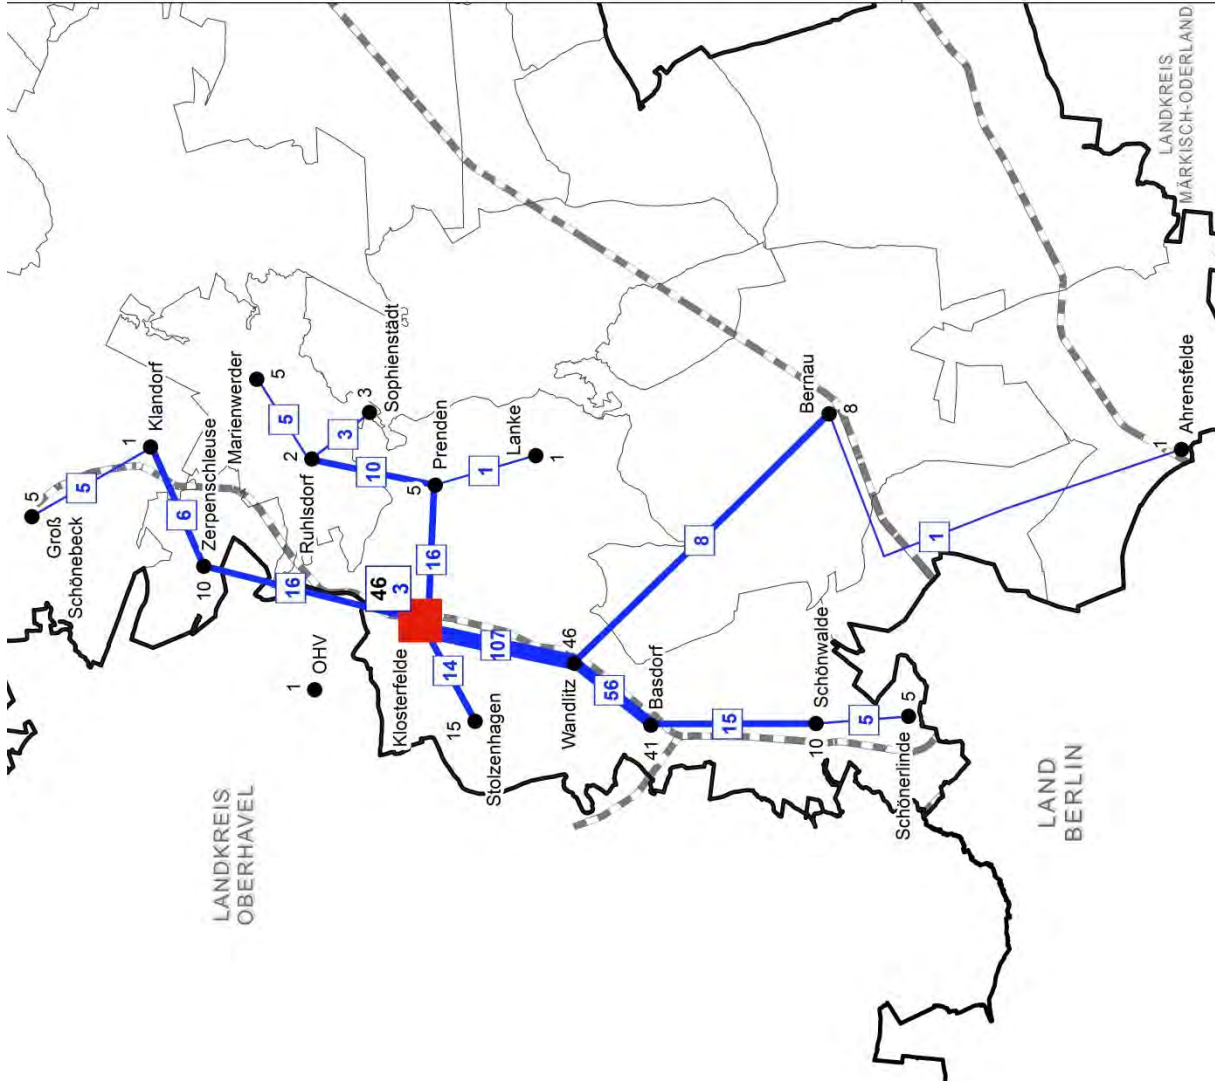 5
Groß
Schönebeck
5
1
Klandorf
6
10
Zerpenschleuse
16
Marienwerder
5
5
3
3
Sophienstädt
2
Ruhlsdorf
10
5
Prenden
1
1
Lanke
16
46
3
Klosterfelde
1
OHV
14
15
Stolzenhagen
107
46
Wandlitz
56
41
Basdorf
8
Bernau
8
15
10
Schönwalde
5
5
Schönerlinde
1
1
Ahrensfelde
LANDKREIS
OBERHAVEL
LAND
BERLIN
LANDKREIS
MÄRKISCH-ODERLAND